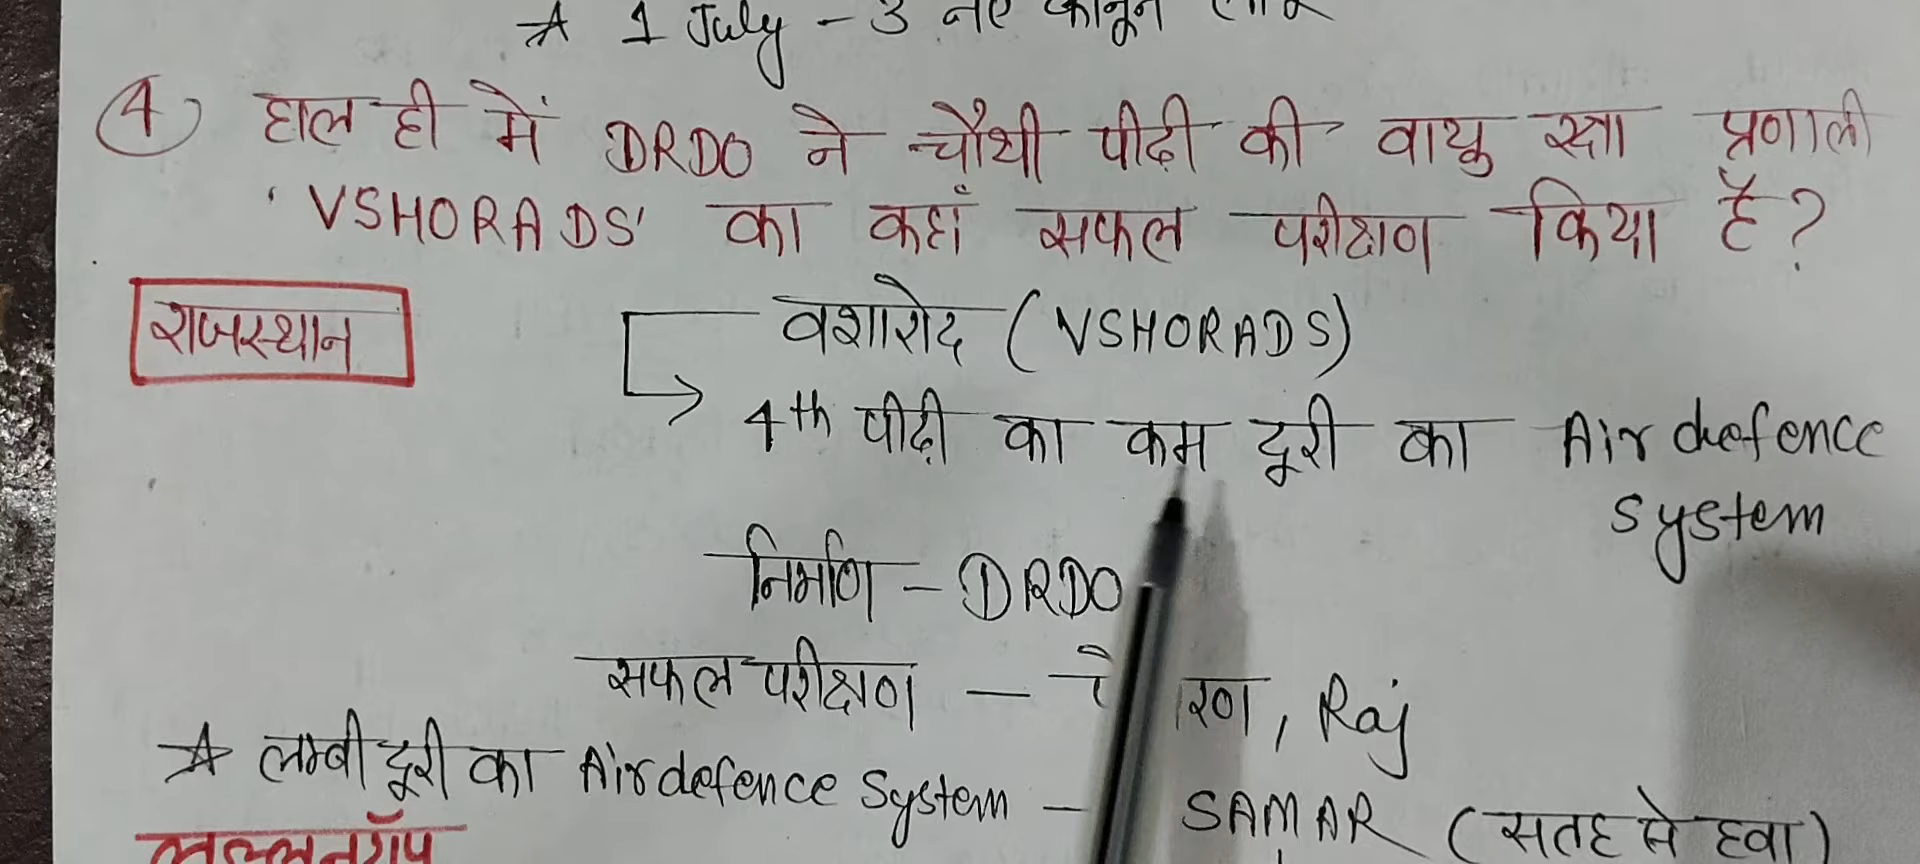 ★ 1 July - 3 नए कानून
④ हाल ही में DRDO ने चौथी पीढ़ी की वायु रक्षा प्रणाली
'VSHORADS' का कहाँ सफल परीक्षण किया है?
राजस्थान
वशारोद (VSHORADS)
4th पीढ़ी का कम दूरी का Air defence
system
निर्माण - DRDO
सफल परीक्षण - , Raj
★ लम्बी दूरी का Air defence System - SAMAR (सतह से हवा)